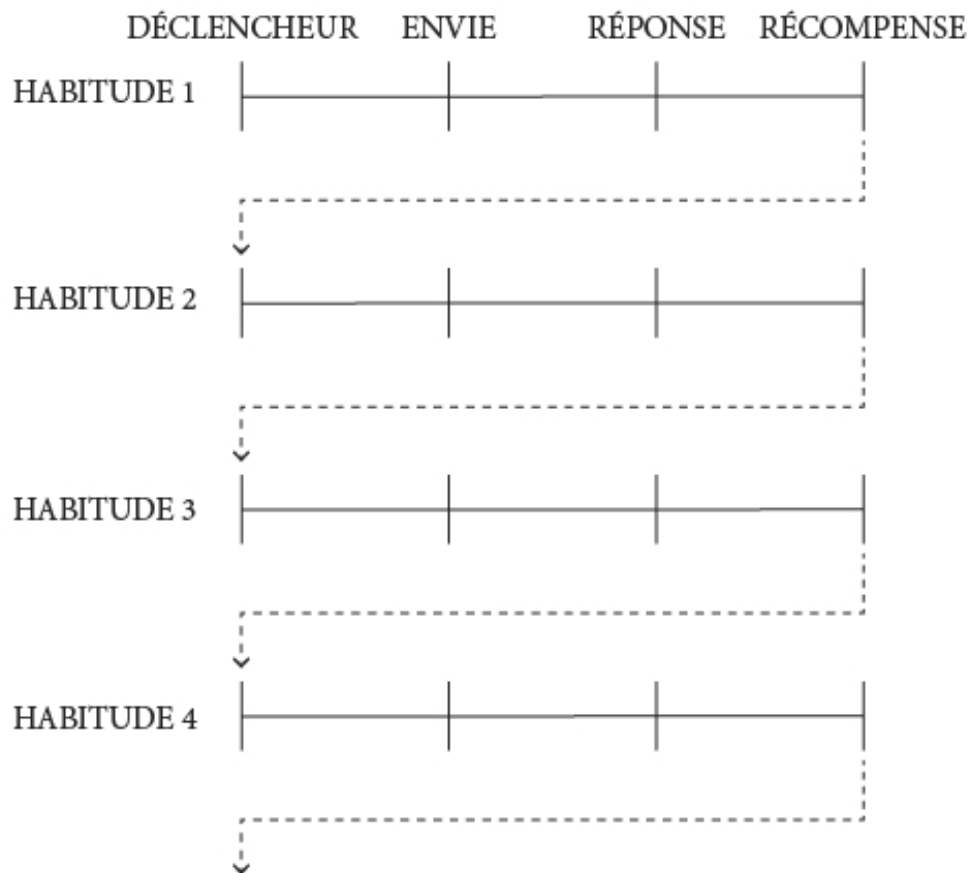 DÉCLENCHEUR ENVIE RÉPONSE RÉCOMPENSE
HABITUDE 1
HABITUDE 2
HABITUDE 3
HABITUDE 4